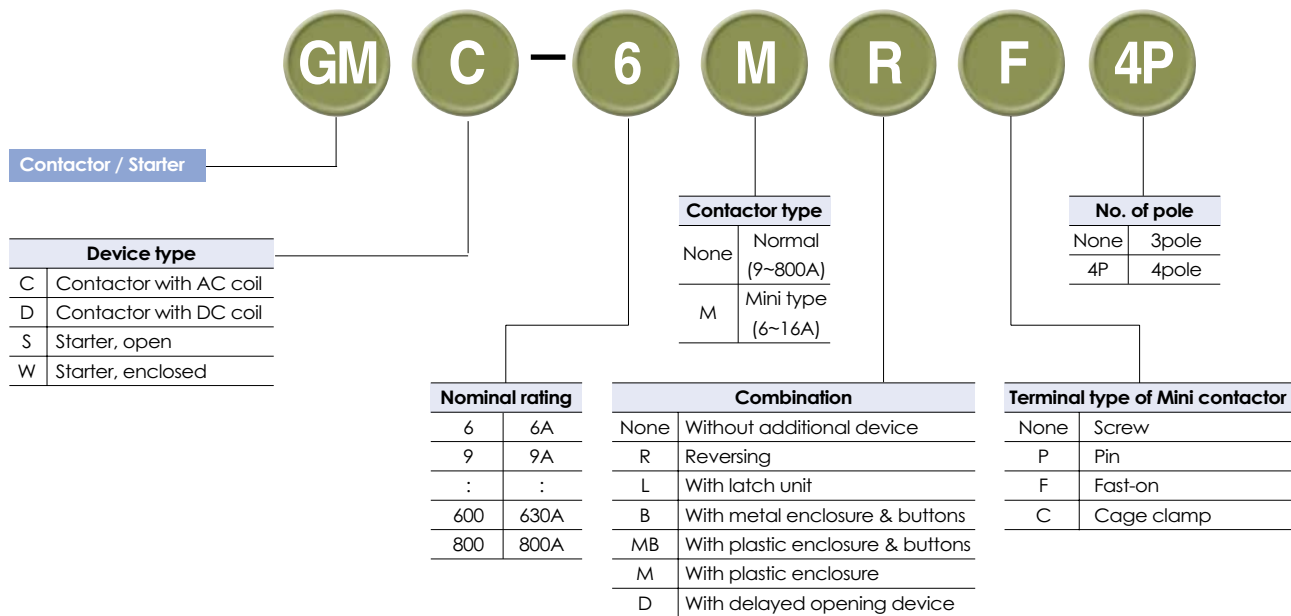 GM C - 6 M R F 4P
Contactor / Starter
Device type
C Contactor with AC coil
D Contactor with DC coil
S Starter, open
W Starter, enclosed
Nominal rating
6 6A
9 9A
: :
600 630A
800 800A
Contactor type
None Normal
(9~800A)
M Mini type
(6~16A)
Combination
None Without additional device
R Reversing
L With latch unit
B With metal enclosure & buttons
MB With plastic enclosure & buttons
M With plastic enclosure
D With delayed opening device
No. of pole
None 3pole
4P 4pole
Terminal type of Mini contactor
None Screw
P Pin
F Fast-on
C Cage clamp